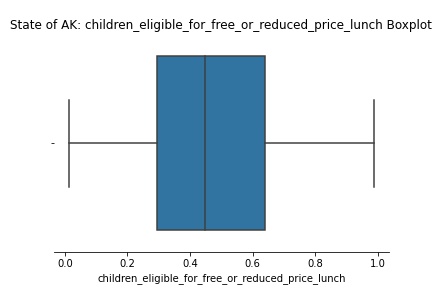 State of AK: children_eligible_for_free_or_reduced_price_lunch Boxplot
-
0.0 0.2 0.4 0.6 0.8 1.0
children_eligible_for_free_or_reduced_price_lunch